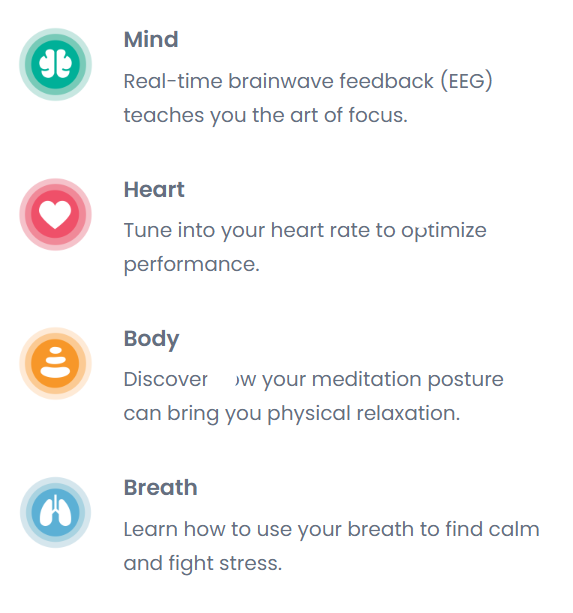 Mind
Real-time brainwave feedback (EEG)
teaches you the art of focus.
Heart
Tune into your heart rate to optimize
performance.
Body
Discover your meditation posture
can bring you physical relaxation.
Breath
Learn how to use your breath to find calm
and fight stress.